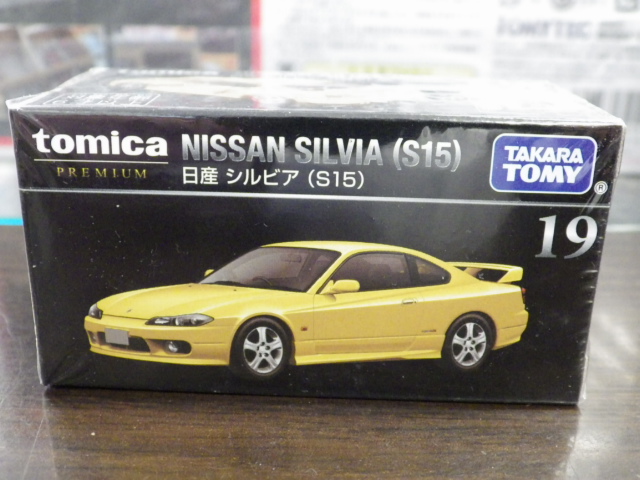 tomica
PREMIUM
NISSAN SILVIA (S15)
日産 シルビア (S15)
TAKARA
TOMY
®
19